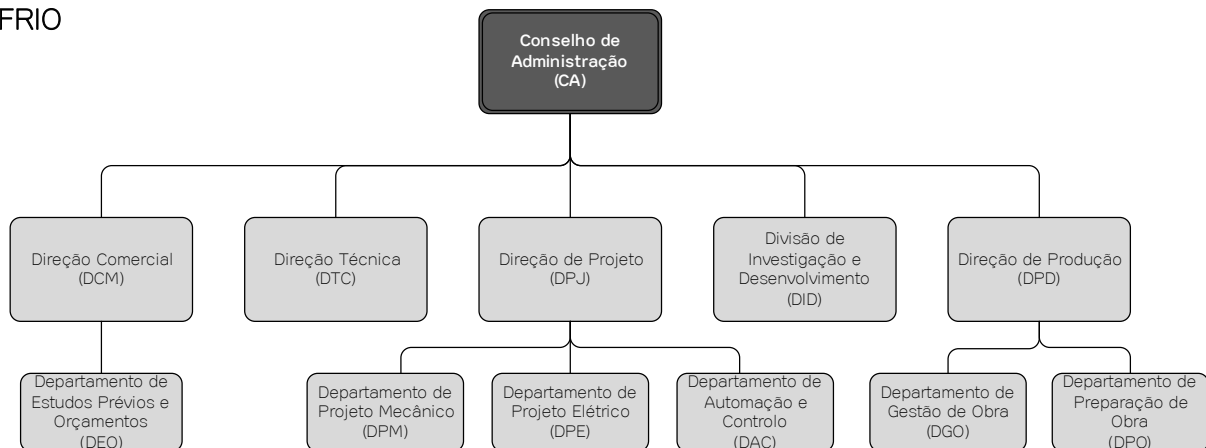 FRIO
Conselho de
Administração
(CA)
Direção Comercial
(DCM)
Direção Técnica
(DTC)
Direção de Projeto
(DPJ)
Divisão de
Investigação e
Desenvolvimento
(DID)
Direção de Produção
(DPD)
Departamento de
Estudos Prévios e
Orçamentos
(DEO)
Departamento de
Projeto Mecânico
(DPM)
Departamento de
Projeto Elétrico
(DPE)
Departamento de
Automação e
Controlo
(DAC)
Departamento de
Gestão de Obra
(DGO)
Departamento de
Preparação de
Obra
(DPO)